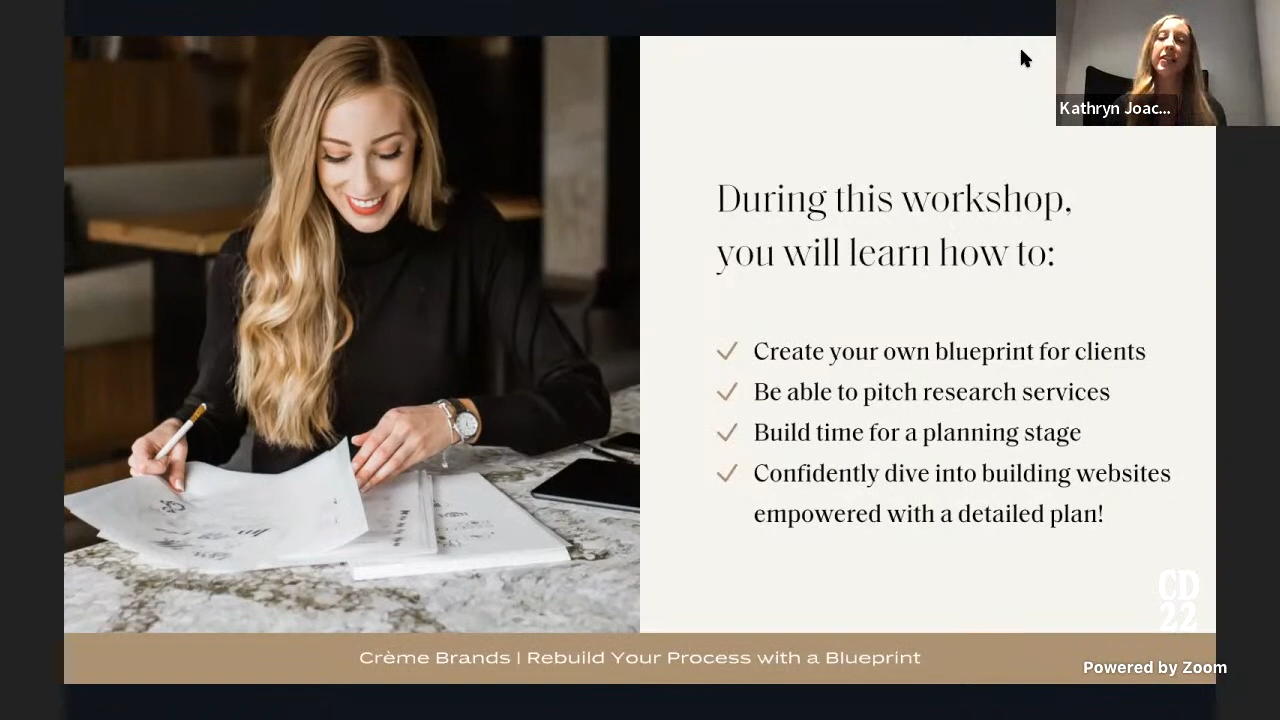 Kathryn Joac...
During this workshop,
you will learn how to:
Create your own blueprint for clients
Be able to pitch research services
Build time for a planning stage
Confidently dive into building websites
empowered with a detailed plan!
CD
22
Crème Brands | Rebuild Your Process with a Blueprint
Powered by Zoom